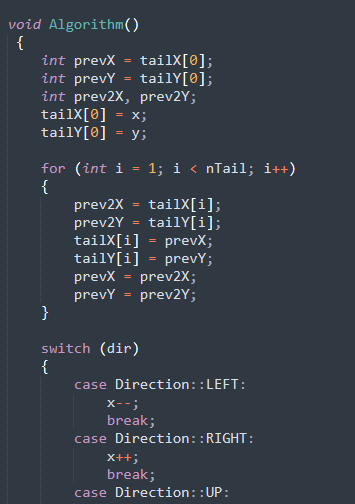 void Algorithm()
{
    int prevX = tailX[0];
    int prevY = tailY[0];
    int prev2X, prev2Y;
    tailX[0] = x;
    tailY[0] = y;

    for (int i = 1; i < nTail; i++)
    {
        prev2X = tailX[i];
        prev2Y = tailY[i];
        tailX[i] = prevX;
        tailY[i] = prevY;
        prevX = prev2X;
        prevY = prev2Y;
    }

    switch (dir)
    {
        case Direction::LEFT:
            x--;
            break;
        case Direction::RIGHT:
            x++;
            break;
        case Direction::UP: